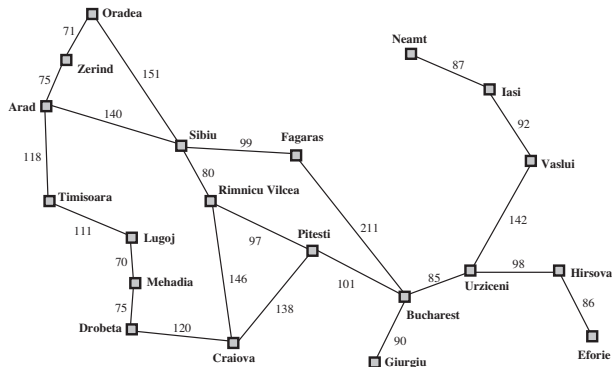 Oradea
71
Neamt
Zerind
87
151
75
Iasi
Arad
140
92
Sibiu
Fagaras
99
118
Vaslui
80
Timisoara
Rimnicu Vilcea
111
211
142
Lugoj
97
Pitesti
70
98
146
101
85
Hirsova
Mehadia
138
Urziceni
86
75
120
Bucharest
Drobeta
90
Eforie
Craiova
Giurgiu